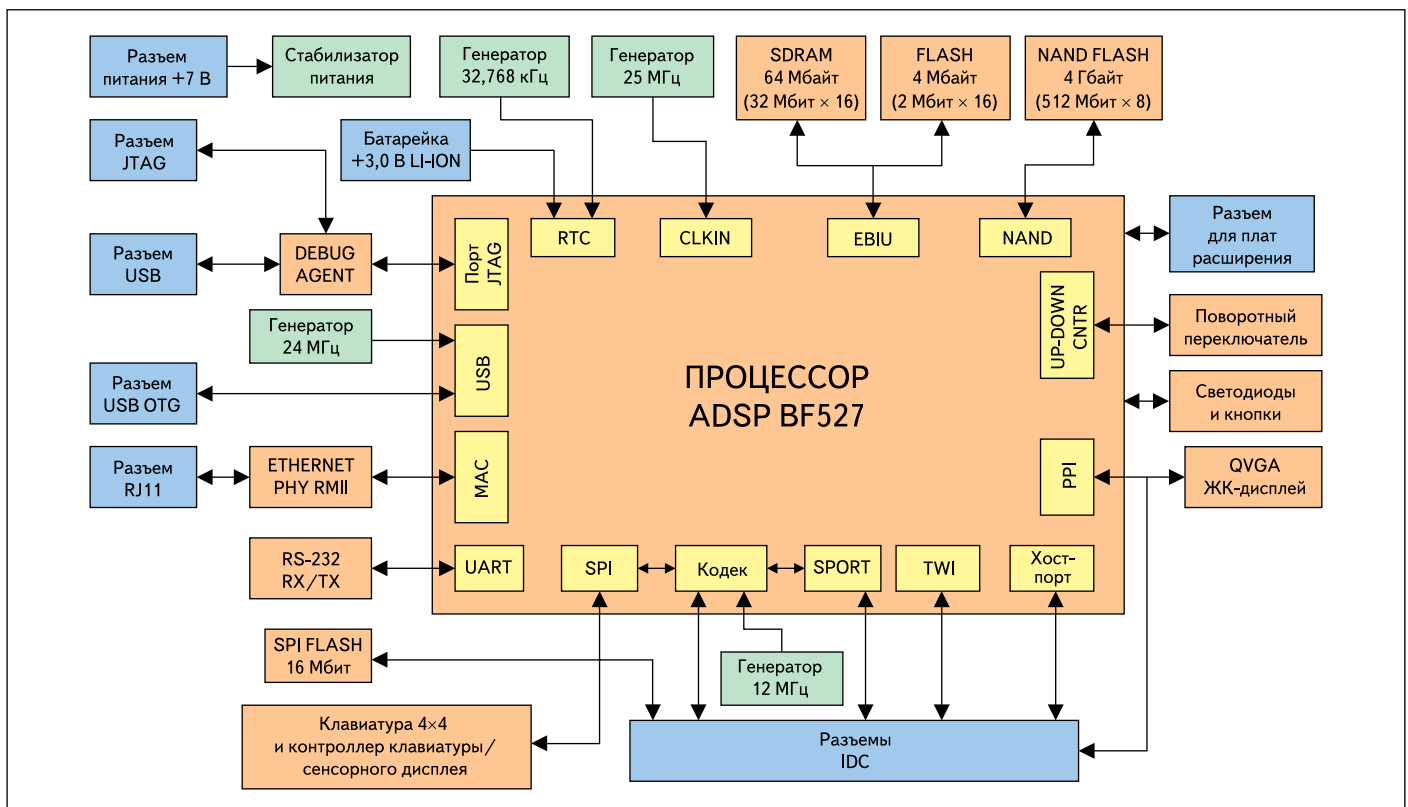 Разъем
питания +7 В
Стабилизатор
питания
Генератор
32,768 кГц
Генератор
25 МГц
SDRAM
64 Мбайт
(32 Мбит × 16)
FLASH
4 Мбайт
(2 Мбит × 16)
NAND FLASH
4 Гбайт
(512 Мбит × 8)
Разъем
JTAG
Батарейка
+3,0 В LI-ION
Разъем
USB
DEBUG
AGENT
Порт
JTAG
RTC
CLKIN
EBIU
NAND
Разъем
для плат
расширения
Генератор
24 МГц
USB
UP-DOWN
CNTR
Поворотный
переключатель
Разъем
USB OTG
ПРОЦЕССОР
ADSP BF527
Светодиоды
и кнопки
Разъем
RJ11
ETHERNET
PHY RMII
MAC
PPI
QVGA
ЖК-дисплей
RS-232
RX/TX
UART
SPI
Кодек
SPORT
TWI
Хост-
порт
SPI FLASH
16 Мбит
Генератор
12 МГц
Клавиатура 4×4
и контроллер клавиатуры/
сенсорного дисплея
Разъемы
IDC